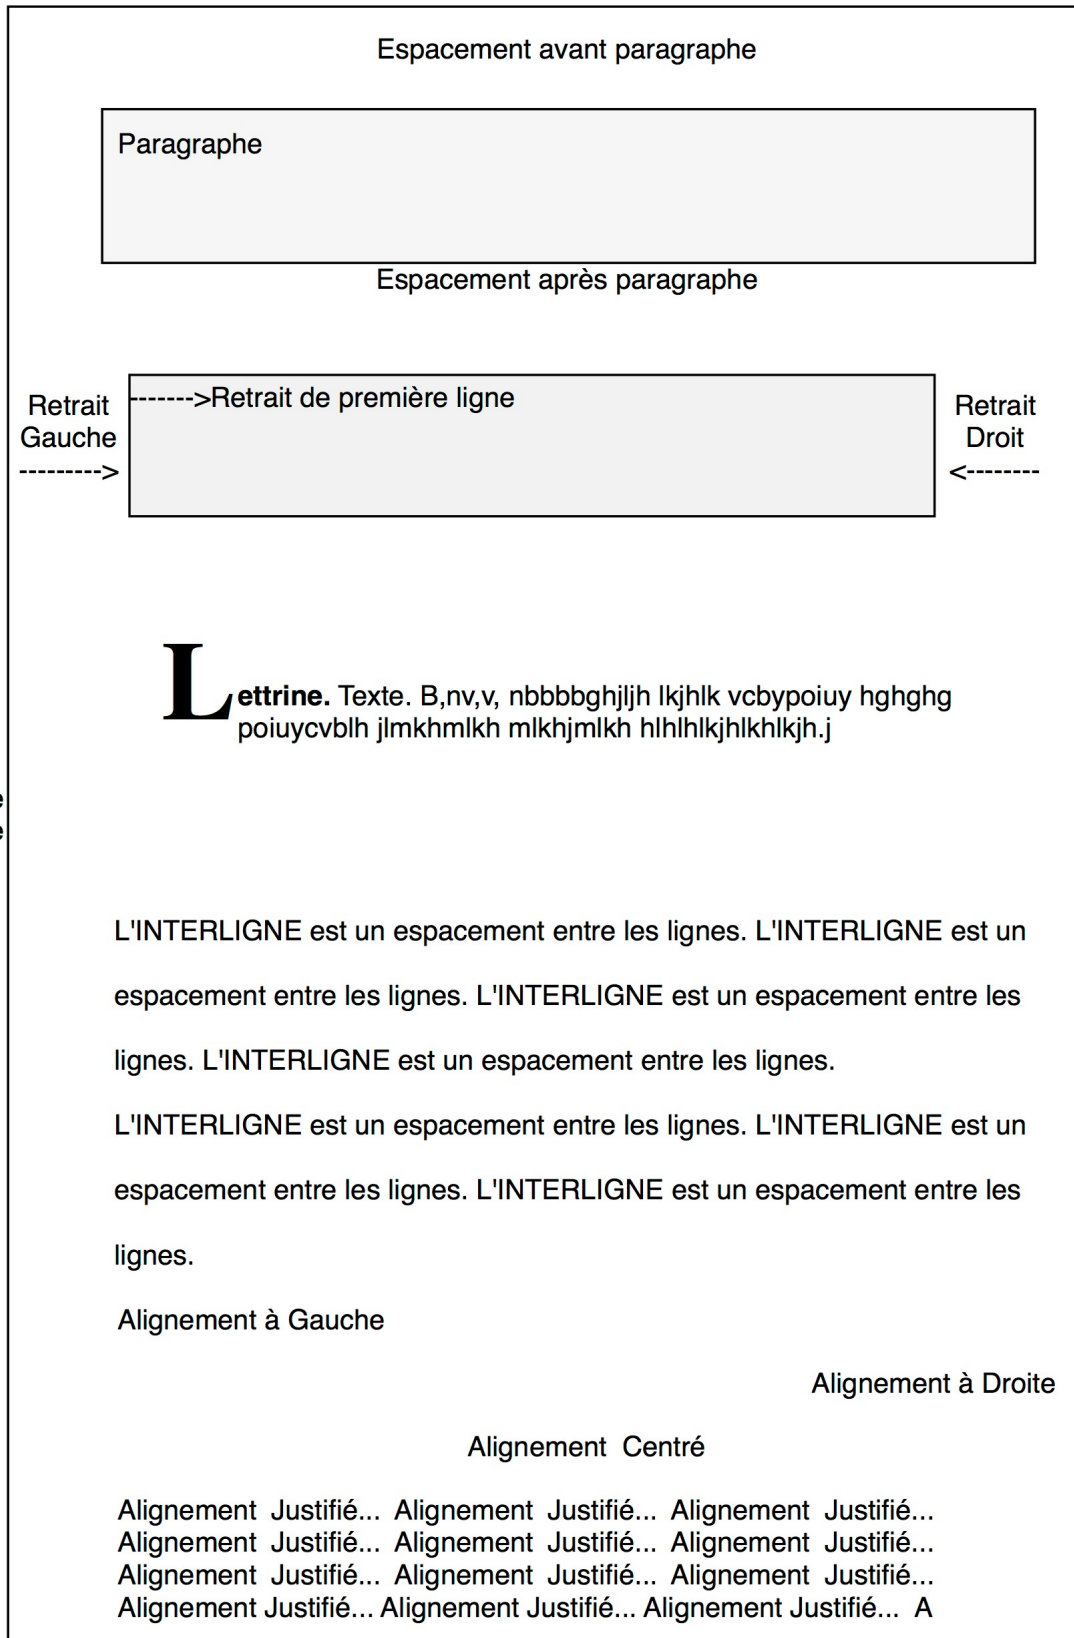 Espacement avant paragraphe
Paragraphe
Espacement après paragraphe
Retrait
Gauche
--------->
------->Retrait de première ligne
Retrait
Droit
<--------
Lettrine. Texte. B,nv,v, nbbbbghjljh lkjhlk vcbypoiuy hghghg
poiuycvblh jlmkhmlkh mlkhjmlkh hlhlhlkjhlkhlkjh.j
L'INTERLIGNE est un espacement entre les lignes. L'INTERLIGNE est un
espacement entre les lignes. L'INTERLIGNE est un espacement entre les
lignes. L'INTERLIGNE est un espacement entre les lignes.
L'INTERLIGNE est un espacement entre les lignes. L'INTERLIGNE est un
espacement entre les lignes. L'INTERLIGNE est un espacement entre les
lignes.
Alignement à Gauche
Alignement à Droite
Alignement Centré
Alignement Justifié... Alignement Justifié... Alignement Justifié...
Alignement Justifié... Alignement Justifié... Alignement Justifié...
Alignement Justifié... Alignement Justifié... Alignement Justifié...
Alignement Justifié... Alignement Justifié... Alignement Justifié... A